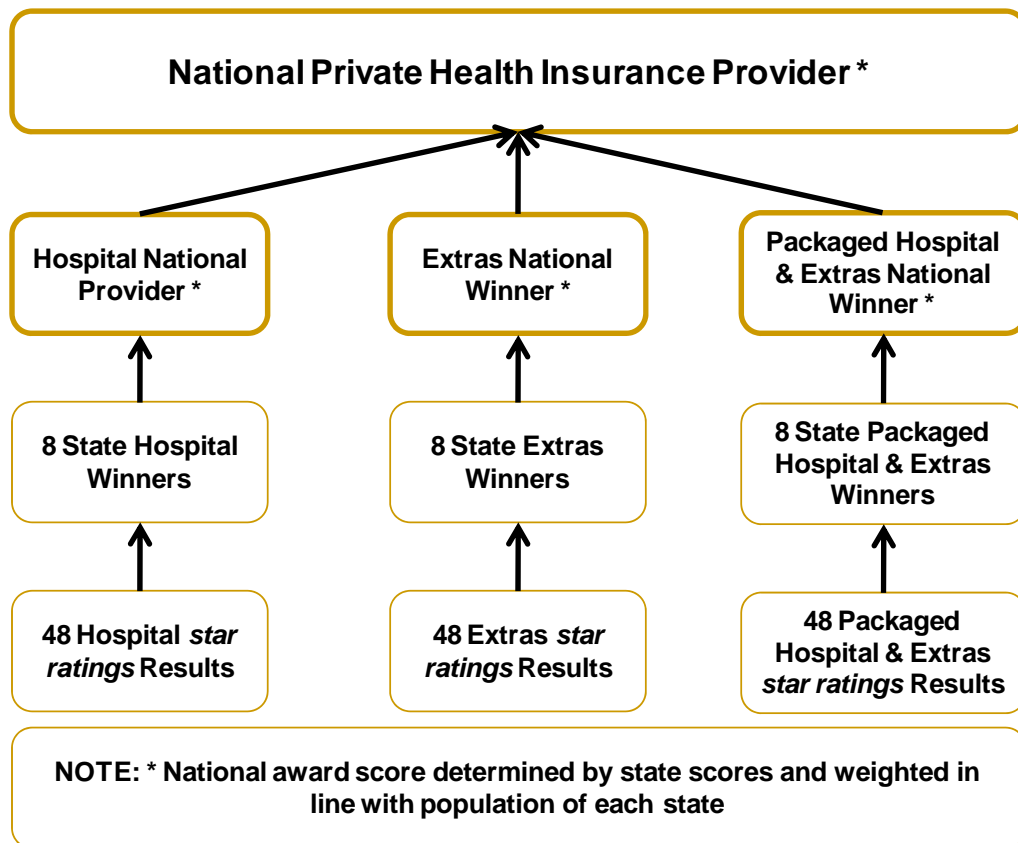 National Private Health Insurance Provider *
Hospital National
Provider *
Extras National
Winner *
Packaged Hospital
& Extras National
Winner *
8 State Hospital
Winners
8 State Extras
Winners
8 State Packaged
Hospital & Extras
Winners
48 Hospital star
ratings Results
48 Extras star
ratings Results
48 Packaged
Hospital & Extras
star ratings Results
NOTE: * National award score determined by state scores and weighted in
line with population of each state